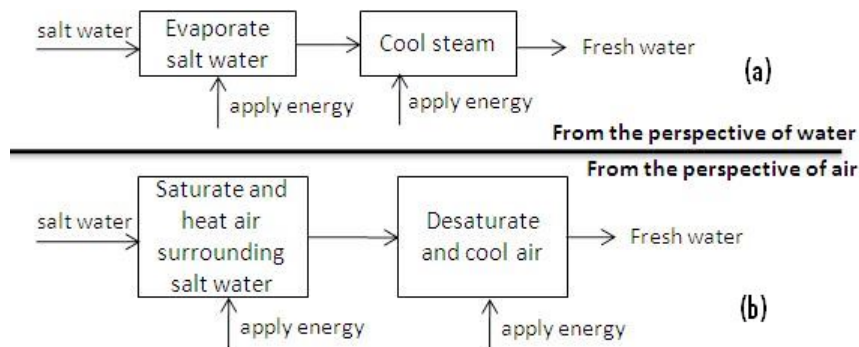 salt water
Evaporate
salt water
Cool steam
Fresh water
(a)
apply energy
apply energy
From the perspective of water
From the perspective of air
salt water
Saturate and
heat air
surrounding
salt water
Desaturate
and cool air
Fresh water
(b)
apply energy
apply energy